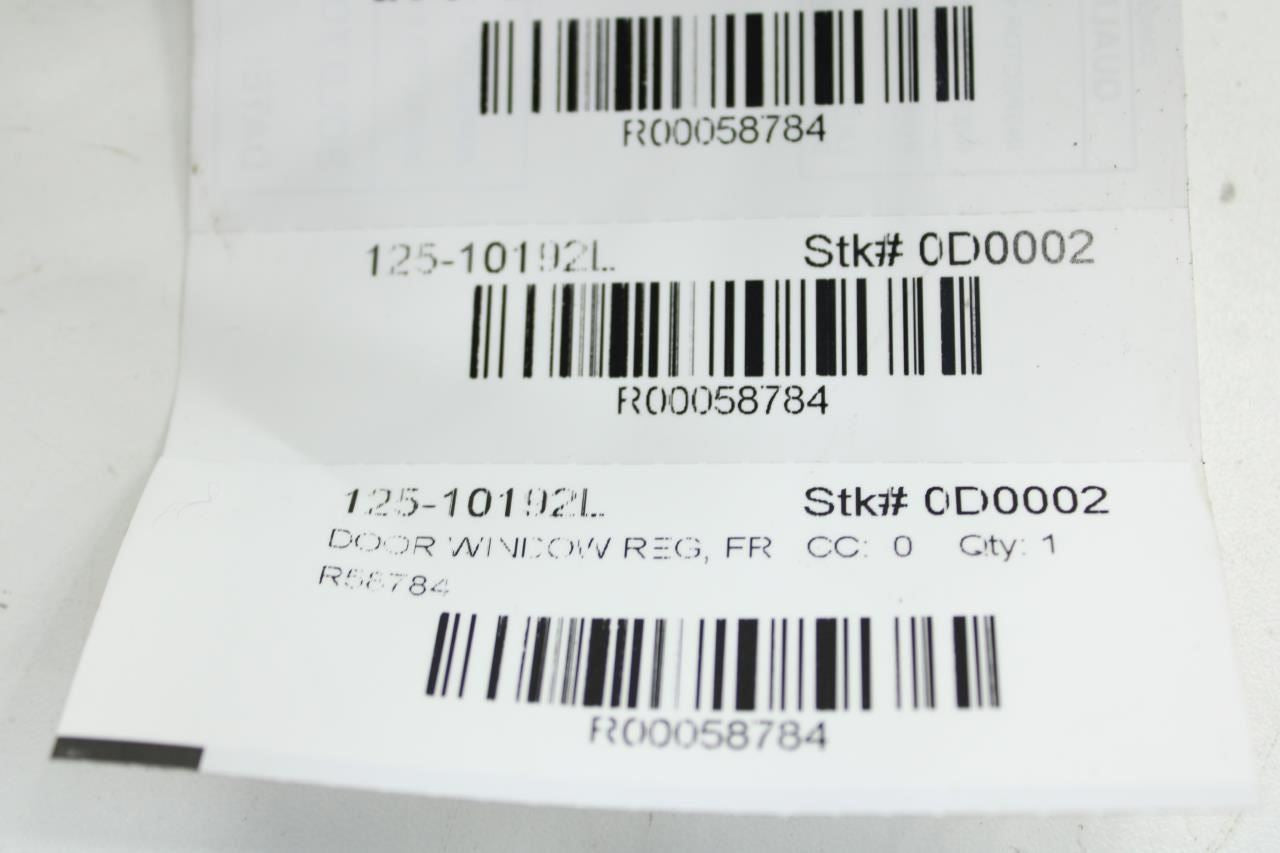 R00058784
125-10192L
Stk# 0D0002
R00058784
125-10192L
Stk# 0D0002
DOOR WINDOW REG, FR CC: 0 Qty: 1
R58784
R00058784